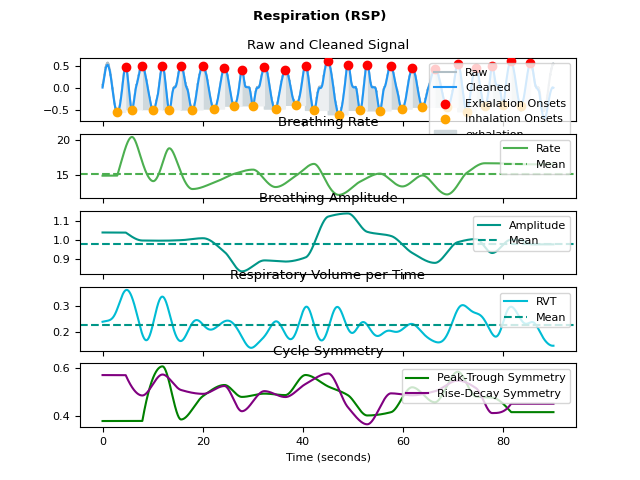 Respiration (RSP)
Raw and Cleaned Signal
0.5
0.0
−0.5
Raw
Cleaned
Exhalation Onsets
Inhalation Onsets
exhalation
Breathing Rate
20
15
Rate
Mean
Breathing Amplitude
1.1
1.0
0.9
Amplitude
Mean
Respiratory Volume per Time
0.3
0.2
RVT
Mean
Cycle Symmetry
0.6
0.4
Peak-Trough Symmetry
Rise-Decay Symmetry
0
20
40
60
80
Time (seconds)